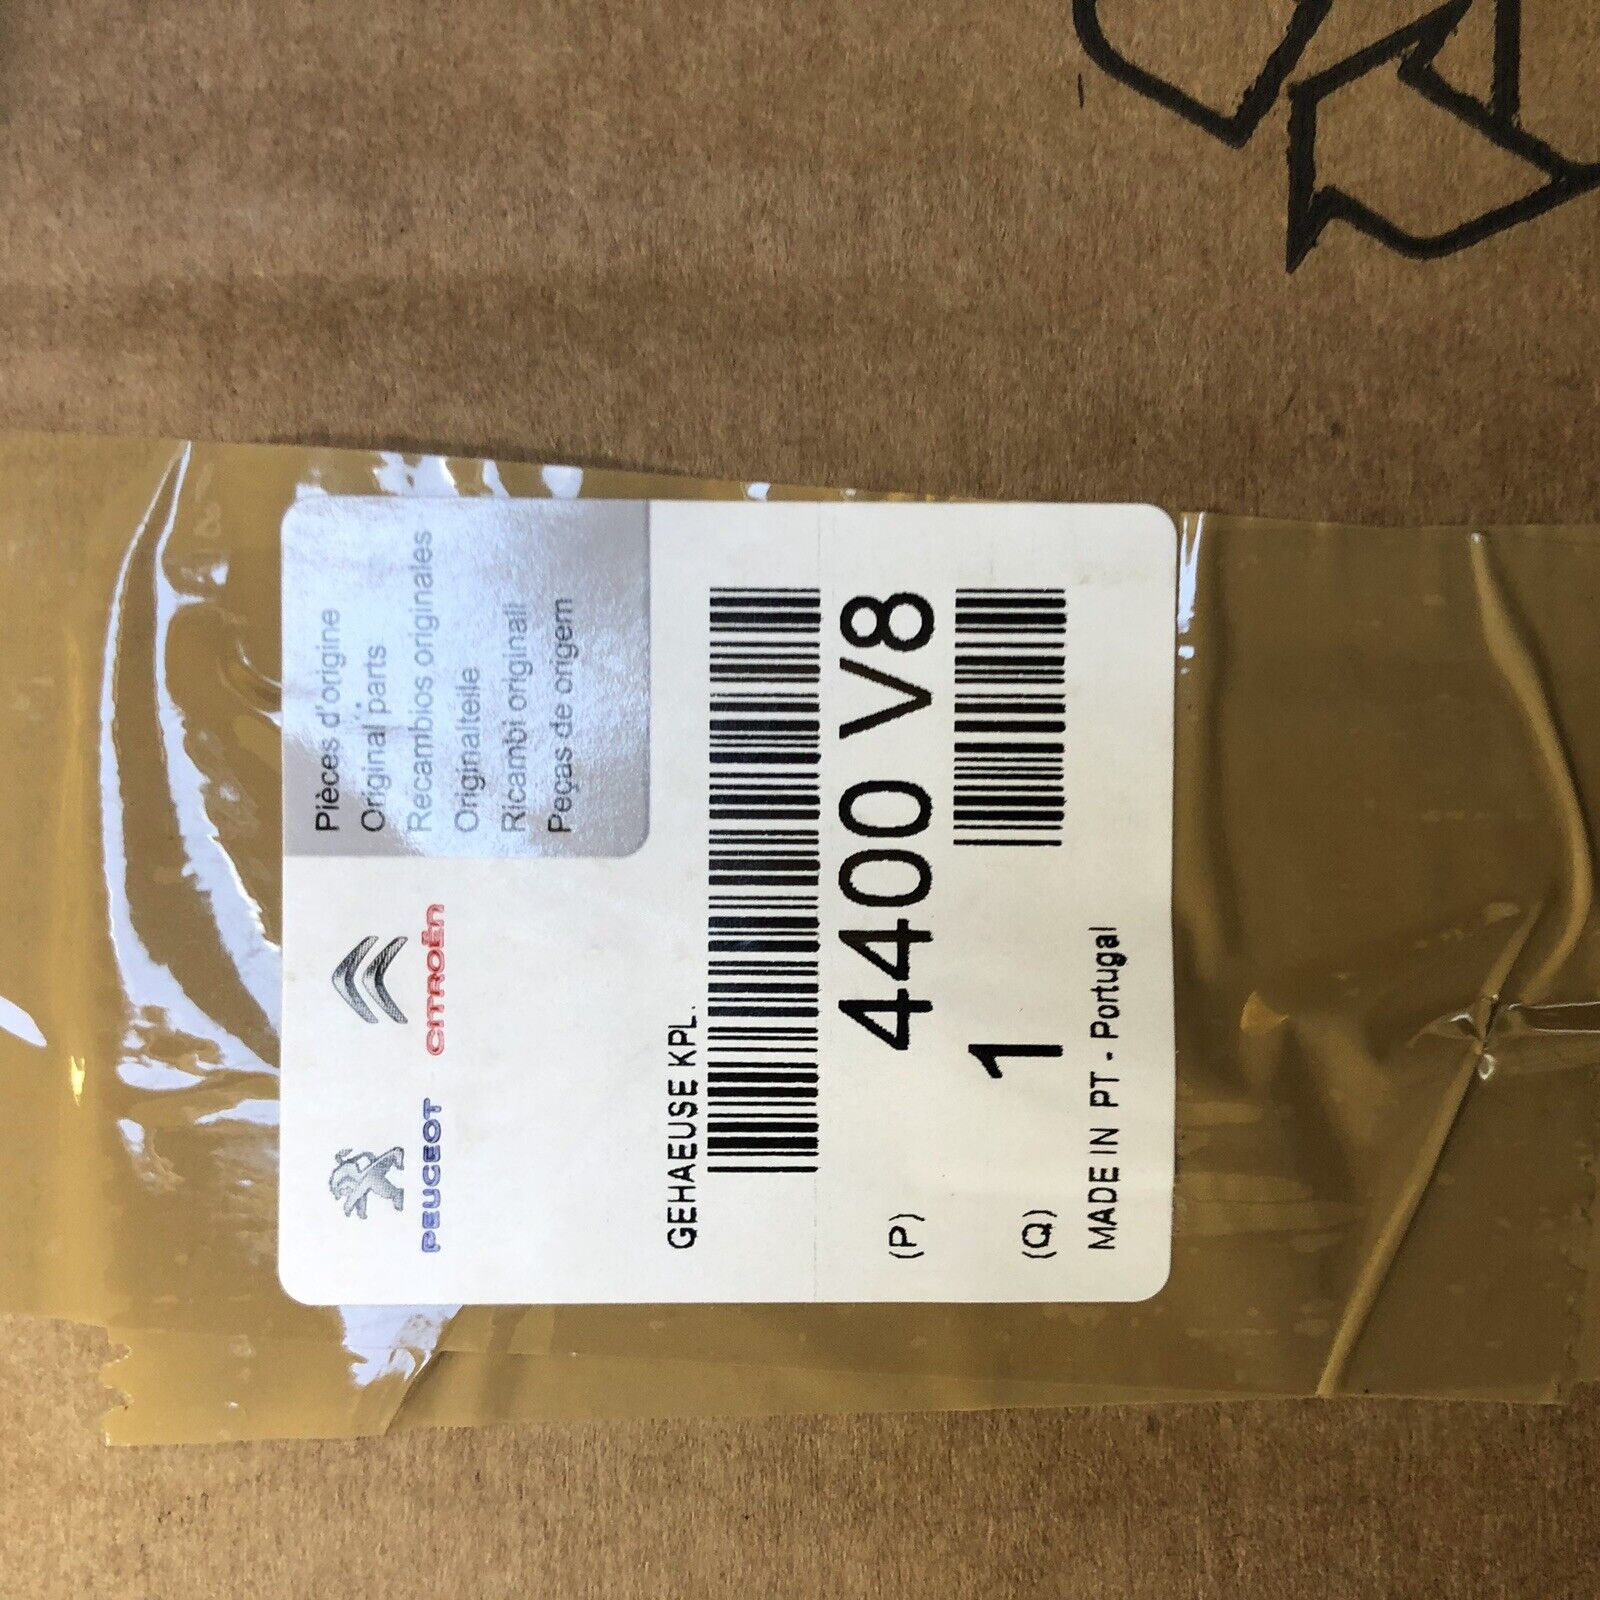 PEUGEOT
CITROËN
Pièces d'origine
Original parts
Recambios originales
Originalteile
Ricambi originali
Peças de origem
GEHAEUSE KPL.
(P) 4400 V8
(Q) 1
MADE IN PT - Portugal